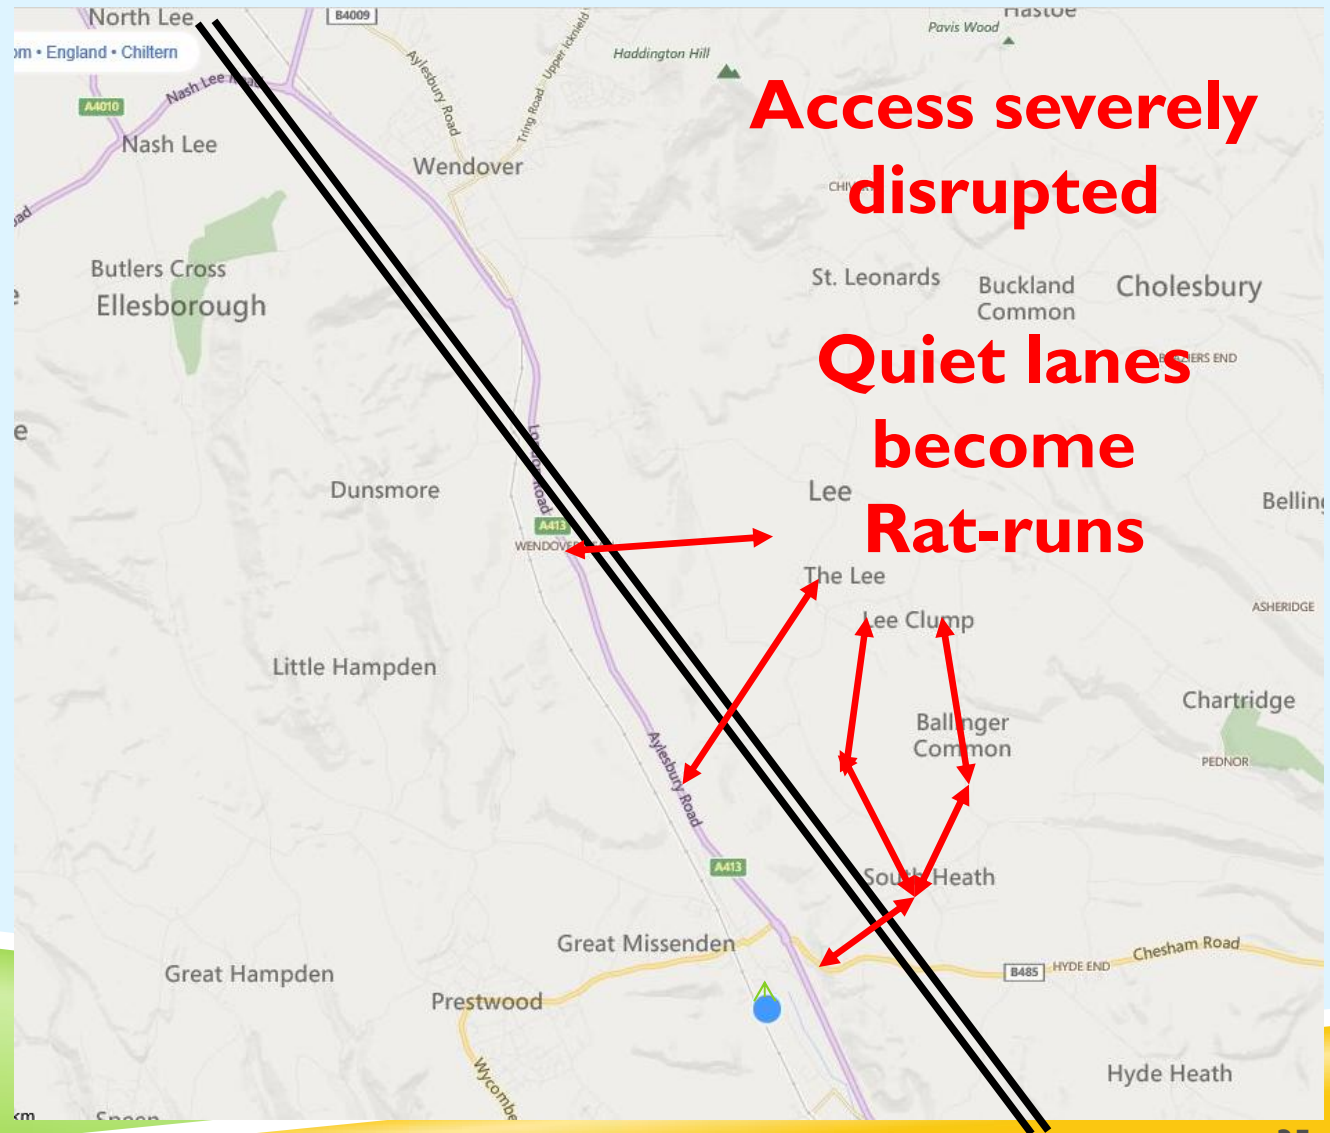 North Lee
B4009
Hastoe
Pavis Wood
om • England • Chiltern
Haddington Hill
Aylesbury Road
Tring Road
Upper Icknield
Nash Lee Road
A4010
Access severely
disrupted
Nash Lee
Wendover
Butlers Cross
Ellesborough
St. Leonards
Buckland
Common
Cholesbury
Quiet lanes
become
Rat-runs
Dunsmore
London Road
Lee
A413
The Lee
Lee Clump
ASHERIDGE
Little Hampden
Chartridge
Ballinger
Common
PEDNOR
Aylesbury Road
A413
South Heath
Great Missenden
Chesham Road
HYDE END
B485
Great Hampden
Prestwood
Hyde Heath